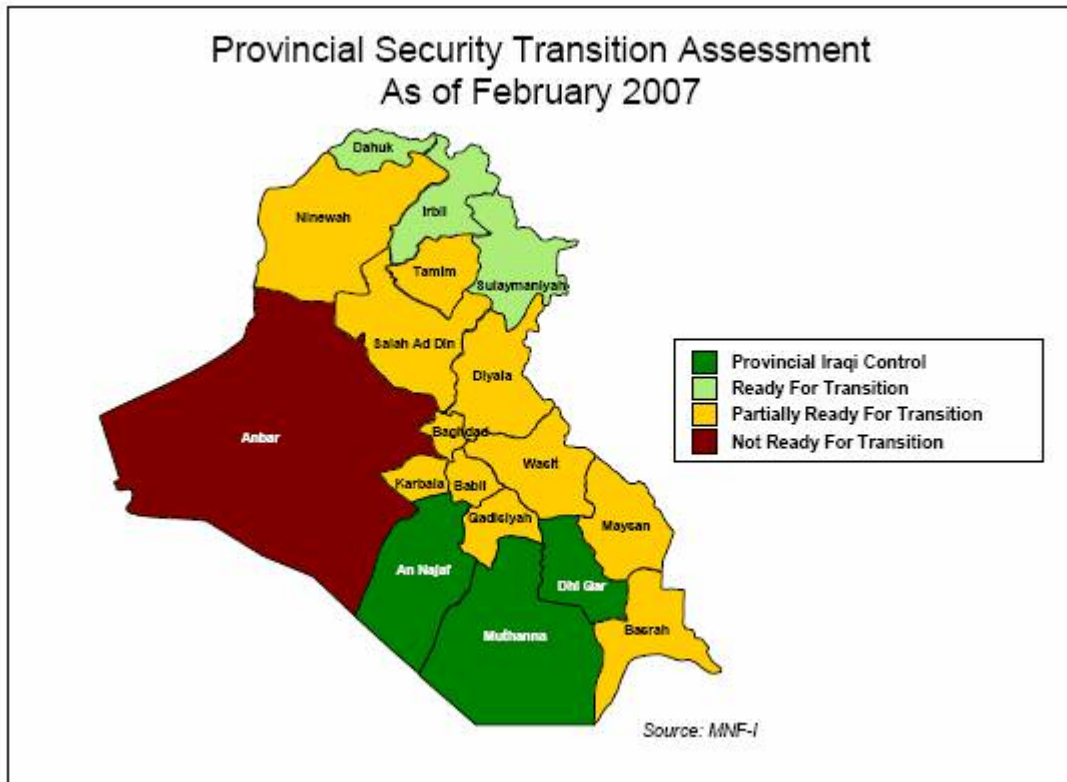 Provincial Security Transition Assessment
As of February 2007
Dahuk
Ninewah
Irbil
Tamim
Sulaymaniyah
Salah Ad Din
Diyala
Provincial Iraqi Control
Ready For Transition
Partially Ready For Transition
Not Ready For Transition
Anbar
Baghdad
Wasit
Karbala
Babil
Qadisiyah
Maysan
An Najaf
Dhi Qar
Muthanna
Basrah
Source: MNF-I